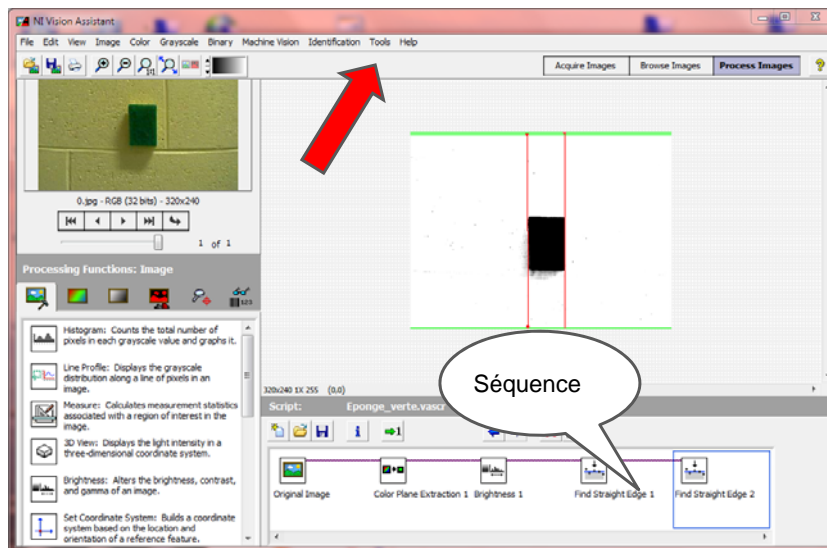 NI Vision Assistant
File Edit View Image Color Grayscale Binary Machine Vision Identification Tools Help
Acquire Images Browse Images Process Images
0.jpg - RGB (32 bits) - 320x240
1 of 1
Processing Functions: Image
Histogram: Counts the total number of
pixels in each grayscale value and graphs it.
Line Profile: Displays the grayscale
distribution along a line of pixels in an
image.
Measure: Calculates measurement statistics
associated with a region of interest in the
image.
3D View: Displays the light intensity in a
three-dimensional coordinate system.
Brightness: Alters the brightness, contrast,
and gamma of an image.
Set Coordinate System: Builds a coordinate
system based on the location and
orientation of a reference feature.
320x240 1X 255 (0,0)
Séquence
Script: Eponge_verte.vascr
Original Image Color Plane Extraction 1 Brightness 1 Find Straight Edge 1 Find Straight Edge 2